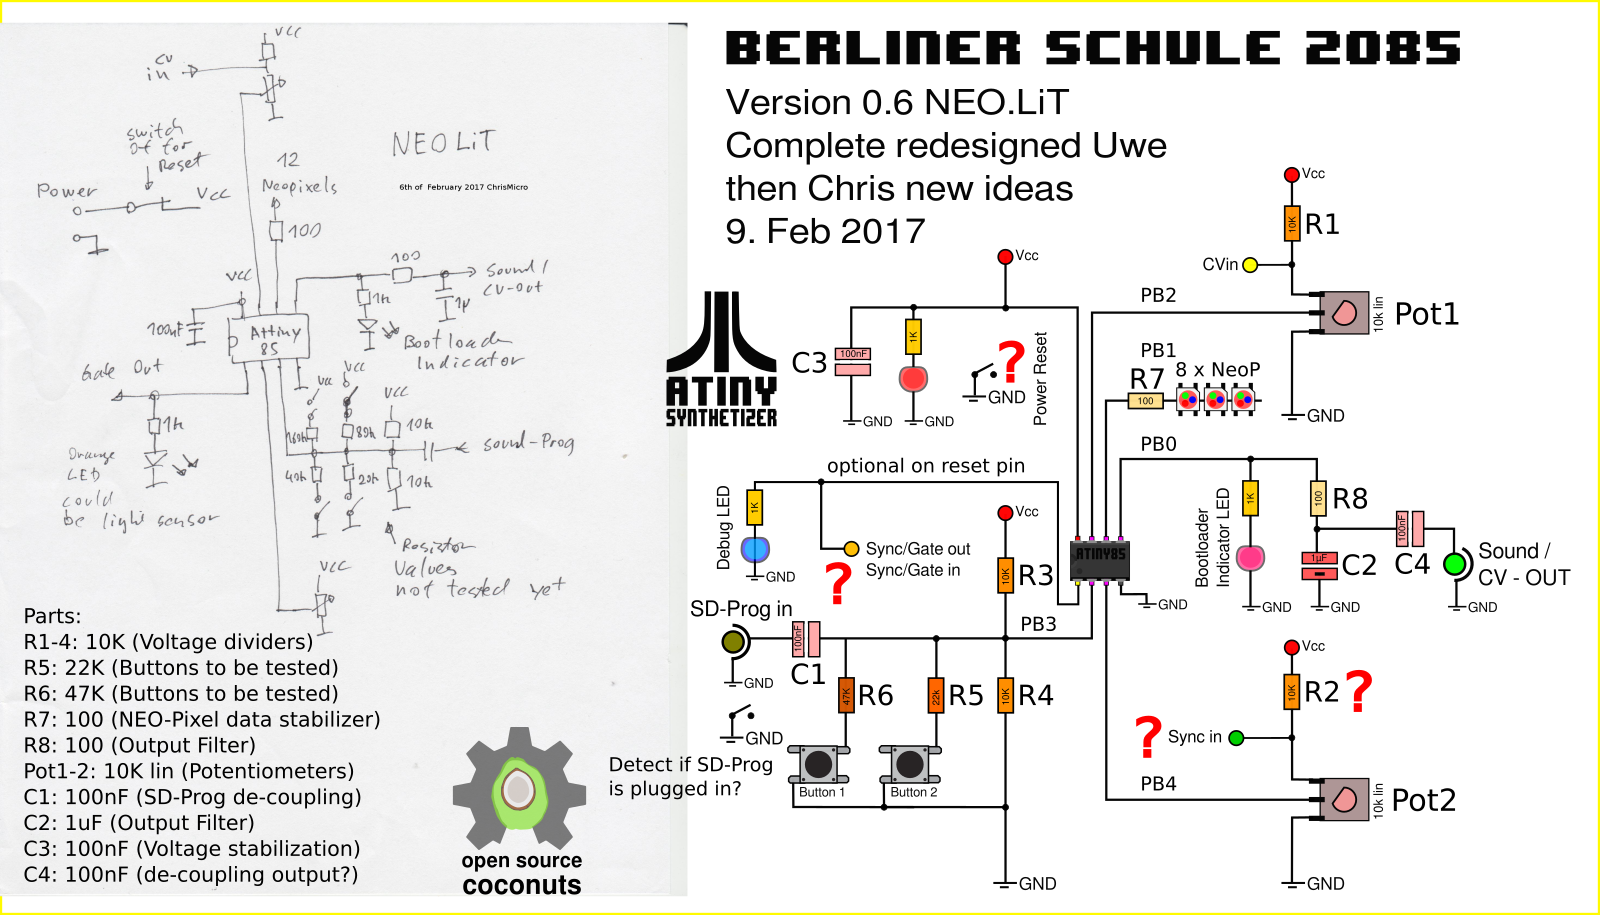 VCC
CV
in
switch
Reset
Power
VCC
NEO LiT
6th of February 2017 ChrisMicro
12
Neopixels
100
VCC
100nF
Attiny
85
100
Sound /
CV-out
1k
1µ
Bootloader
Indicator
Gate Out
1k
Orange
LED
could
be light sensor
VCC
VCC
10k
sound-Prog
20k
10k
Resistor
Values
not tested yet
VCC
Parts:
R1-4: 10K (Voltage dividers)
R5: 22K (Buttons to be tested)
R6: 47K (Buttons to be tested)
R7: 100 (NEO-Pixel data stabilizer)
R8: 100 (Output Filter)
Pot1-2: 10K lin (Potentiometers)
C1: 100nF (SD-Prog de-coupling)
C2: 1uF (Output Filter)
C3: 100nF (Voltage stabilization)
C4: 100nF (de-coupling output?)
open source
coconuts
BERLINER SCHULE 2085
Version 0.6 NEO.LiT
Complete redesigned Uwe
then Chris new ideas
9. Feb 2017
ATINY
SYNTHETIZER
Vcc
C3
100nF
1K
?
GND
Power Reset
GND
GND
Vcc
10K
R1
CVin
PB2
10k lin
Pot1
PB1
R7
8 x NeoP
100
GND
PB0
optional on reset pin
Debug LED
1K
GND
Sync/Gate out
Sync/Gate in
?
Vcc
10K
R3
ATINY85
GND
Bootloader
Indicator LED
1K
100
R8
1µF
C2
100nF
C4
Sound /
CV - OUT
GND
GND
GND
SD-Prog in
100nF
C1
GND
PB3
47K
R6
22k
R5
10K
R4
GND
Detect if SD-Prog
is plugged in?
Button 1
Button 2
GND
Vcc
10K
R2
?
?
Sync in
PB4
10k lin
Pot2
GND